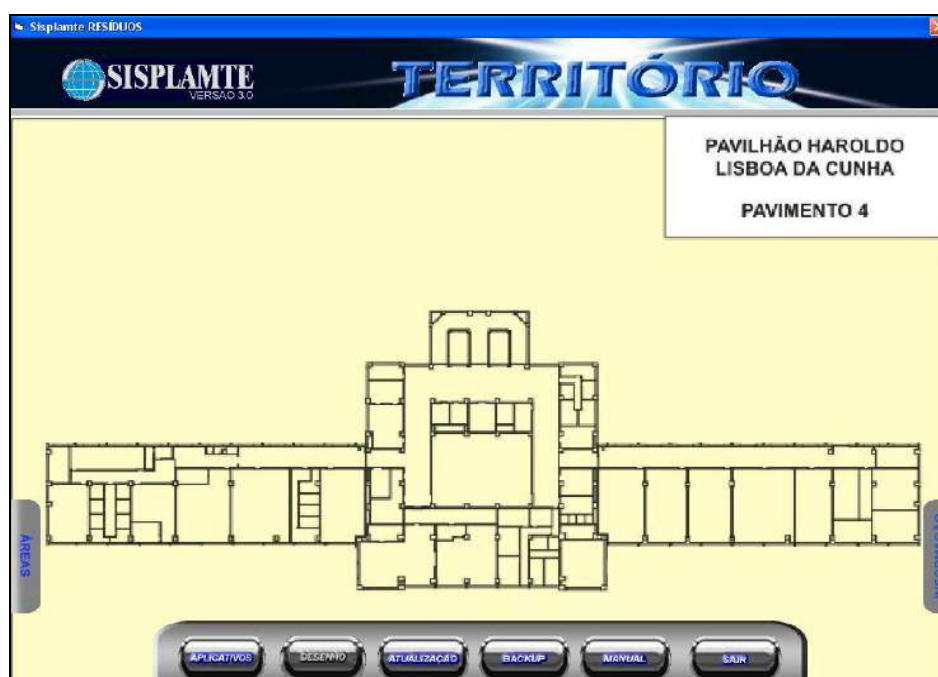 Sisplamte RESÍDUOS
SISPLAMTE
VERSÃO 3.0
TERRITÓRIO
PAVILHÃO HAROLDO
LISBOA DA CUNHA
PAVIMENTO 4
ÁREAS
APLICATIVOS
DESENHO
ATUALIZAÇÃO
BACKUP
MANUAL
SAIR